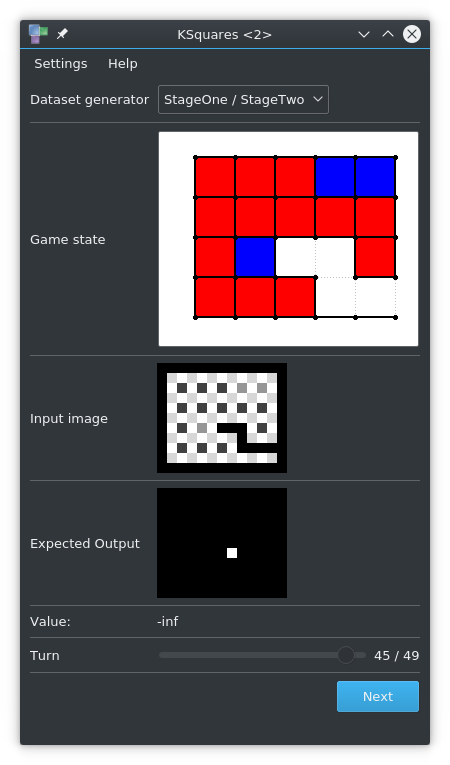 KSquares <2>
Settings Help
Dataset generator StageOne / StageTwo
Game state
Input image
Expected Output
Value: -inf
Turn 45 / 49
Next